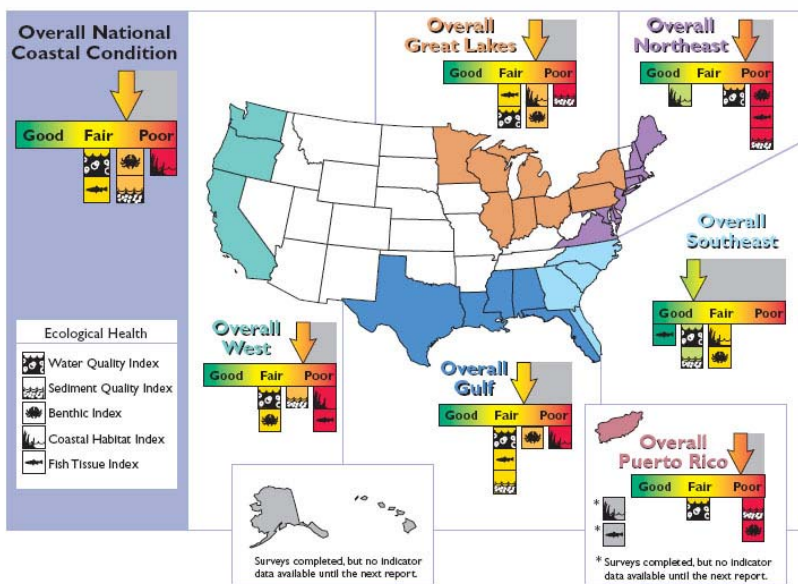 Overall National
Coastal Condition
Good Fair Poor
Overall
Great Lakes
Good Fair Poor
Overall
Northeast
Good Fair Poor
Overall
Southeast
Good Fair Poor
Ecological Health
Water Quality Index
Sediment Quality Index
Benthic Index
Coastal Habitat Index
Fish Tissue Index
Overall
West
Good Fair Poor
Overall
Gulf
Good Fair Poor
Overall
Puerto Rico
Good Fair Poor
*
*
Surveys completed, but no indicator
data available until the next report.
* Surveys completed, but no indicator
data available until the next report.